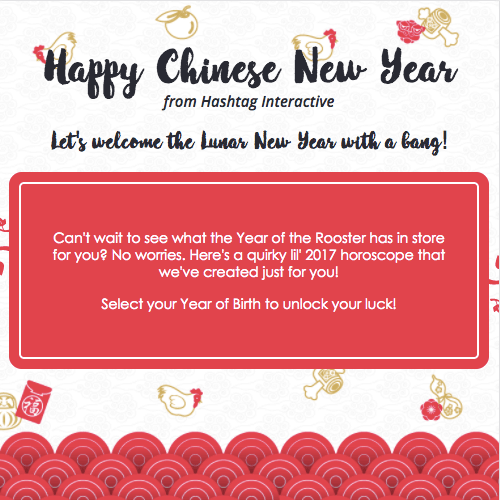 Happy Chinese New Year
from Hashtag Interactive
Let's welcome the Lunar New Year with a bang!
Can't wait to see what the Year of the Rooster has in store
for you? No worries. Here's a quirky lil' 2017 horoscope that
we've created just for you!
Select your Year of Birth to unlock your luck!
福